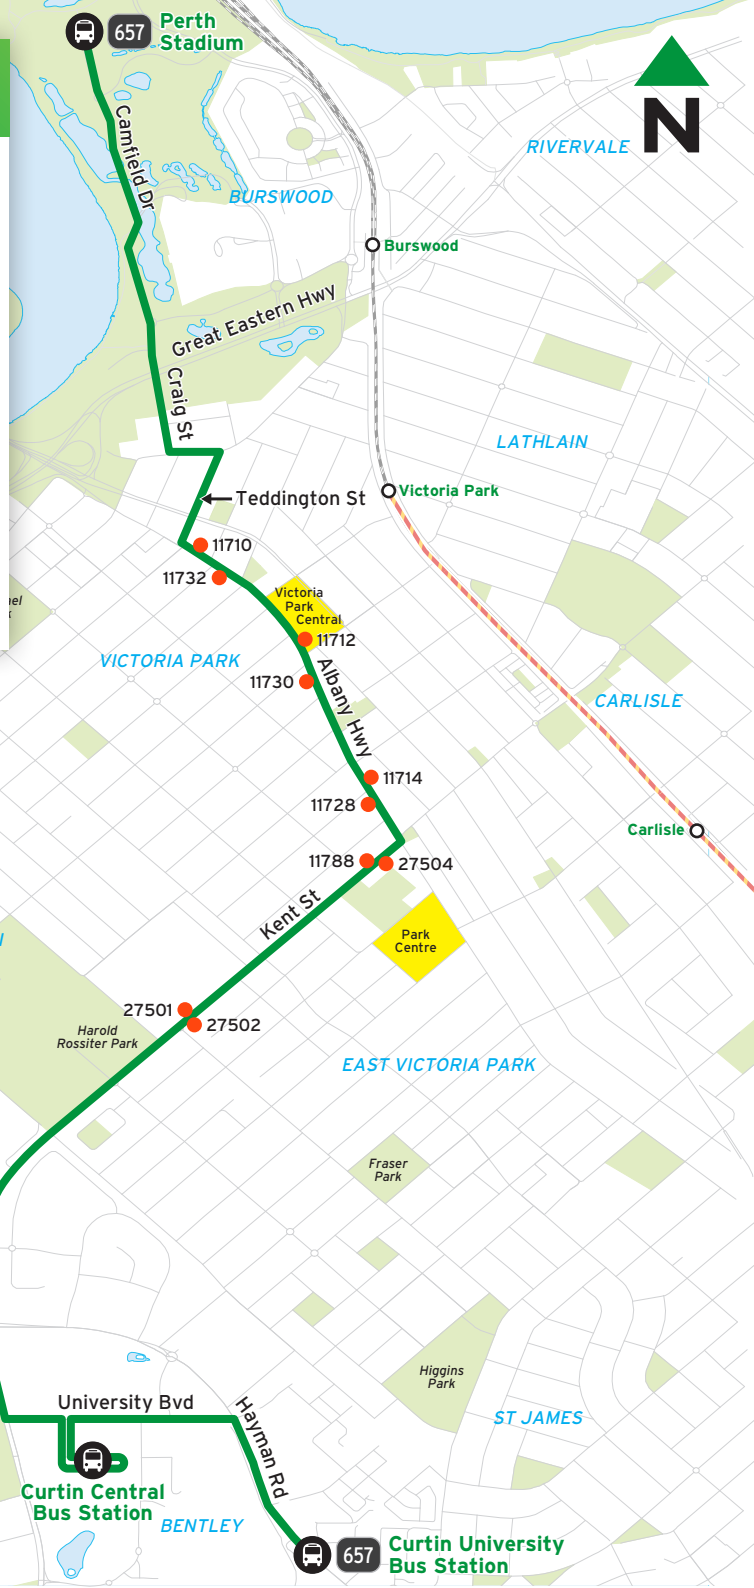 657
Perth
Stadium
N
Camfield Dr
RIVERVALE
BURSWOOD
Burswood
Great Eastern Hwy
Craig St
LATHLAIN
Victoria Park
Teddington St
11710
11732
Victoria
Park
Central
11712
VICTORIA PARK
11730
Albany Hwy
CARLISLE
11714
11728
Carlisle
11788
27504
Kent St
Park
Centre
27501
27502
Harold
Rossiter Park
EAST VICTORIA PARK
Fraser
Park
Higgins
Park
University Bvd
Hayman Rd
ST JAMES
Curtin Central
Bus Station
BENTLEY
657
Curtin University
Bus Station